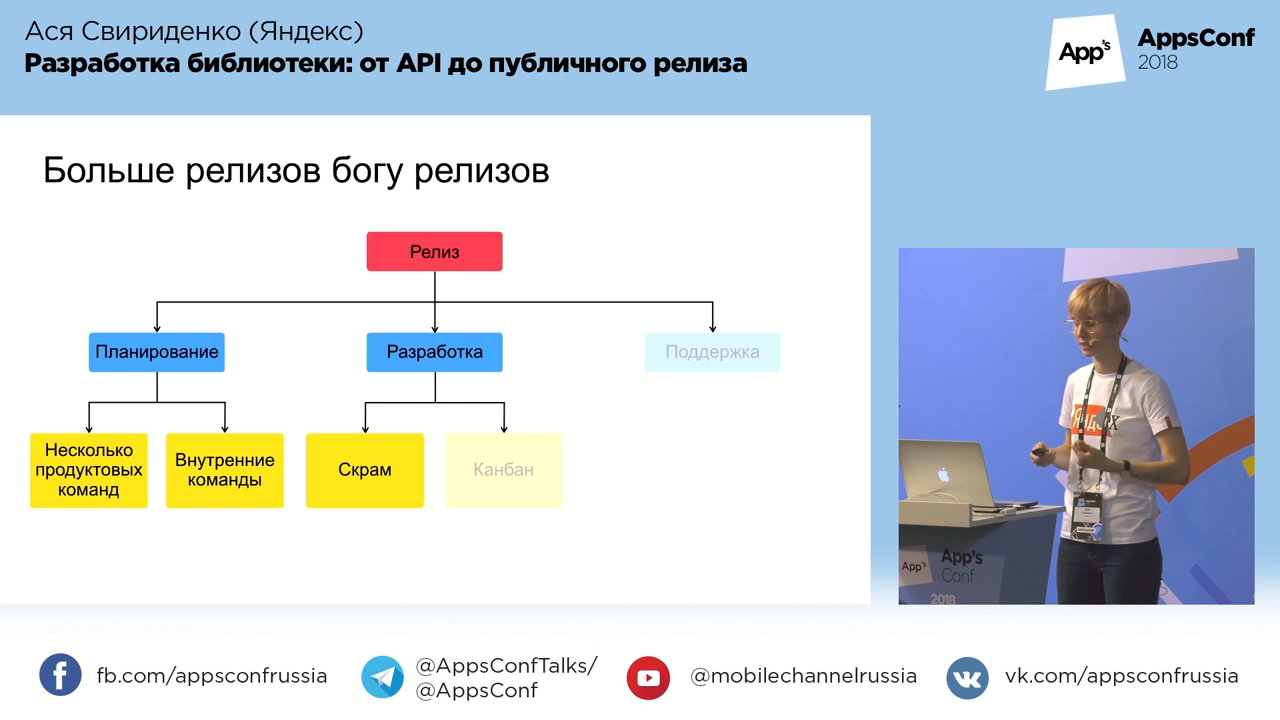 Ася Свириденко (Яндекс)
Разработка библиотеки: от API до публичного релиза
App's
AppsConf
2018
Больше релизов богу релизов
Релиз
Планирование
Разработка
Поддержка
Несколько
продуктовых
команд
Внутренние
команды
Скрам
Канбан
App's
App's
Conf
2018
fb.com/appsconfrussia
@AppsConfTalks/
@AppsConf
@mobilechannelrussia
vk.com/appsconfrussia